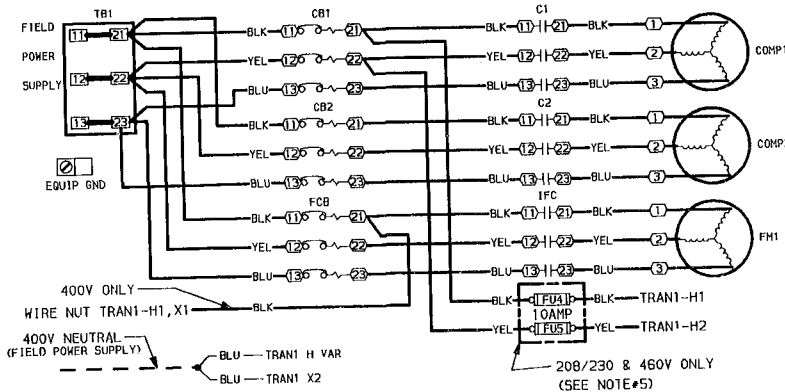 TB1 CB1 C1
FIELD 11 21 BLK 11 21 BLK 11 21 BLK 1
POWER YEL 12 22 YEL 12 22 YEL 2 COMP1
12 22
SUPPLY BLU 13 23 BLU 13 23 BLU 3
CB2 C2
13 23 BLK 11 21 BLK 11 21 BLK 1
YEL 12 22 YEL 12 22 YEL 2
EQUIP GND BLU 13 23 BLU 13 23 BLU 3
FCB IFC
BLK 11 21 BLK 11 21 BLK 1
YEL 12 22 YEL 12 22 YEL 2 FM1
BLU 13 23 BLU 13 23 BLU 3
400V ONLY
WIRE NUT TRAN1-H1,X1 BLK
BLK FU4 BLK TRAN1-H1
10AMP
YEL FU5 YEL TRAN1-H2
400V NEUTRAL
(FIELD POWER SUPPLY)
BLU TRAN1 H VAR
BLU TRAN1 X2
208/230 & 460V ONLY
(SEE NOTE#5)